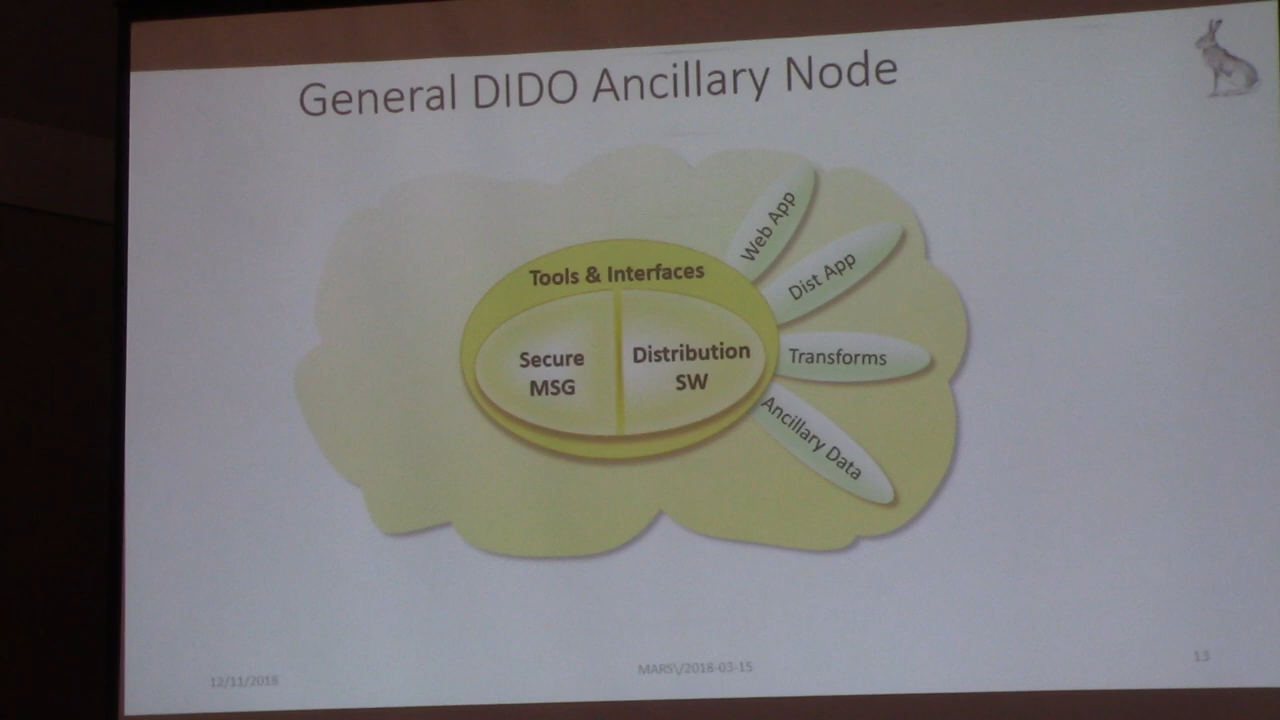 General DIDO Ancillary Node
Web App
Dist App
Tools & Interfaces
Secure
MSG
Distribution
SW
Transforms
Ancillary Data
12/11/2018
MARS\/2018-03-15
13